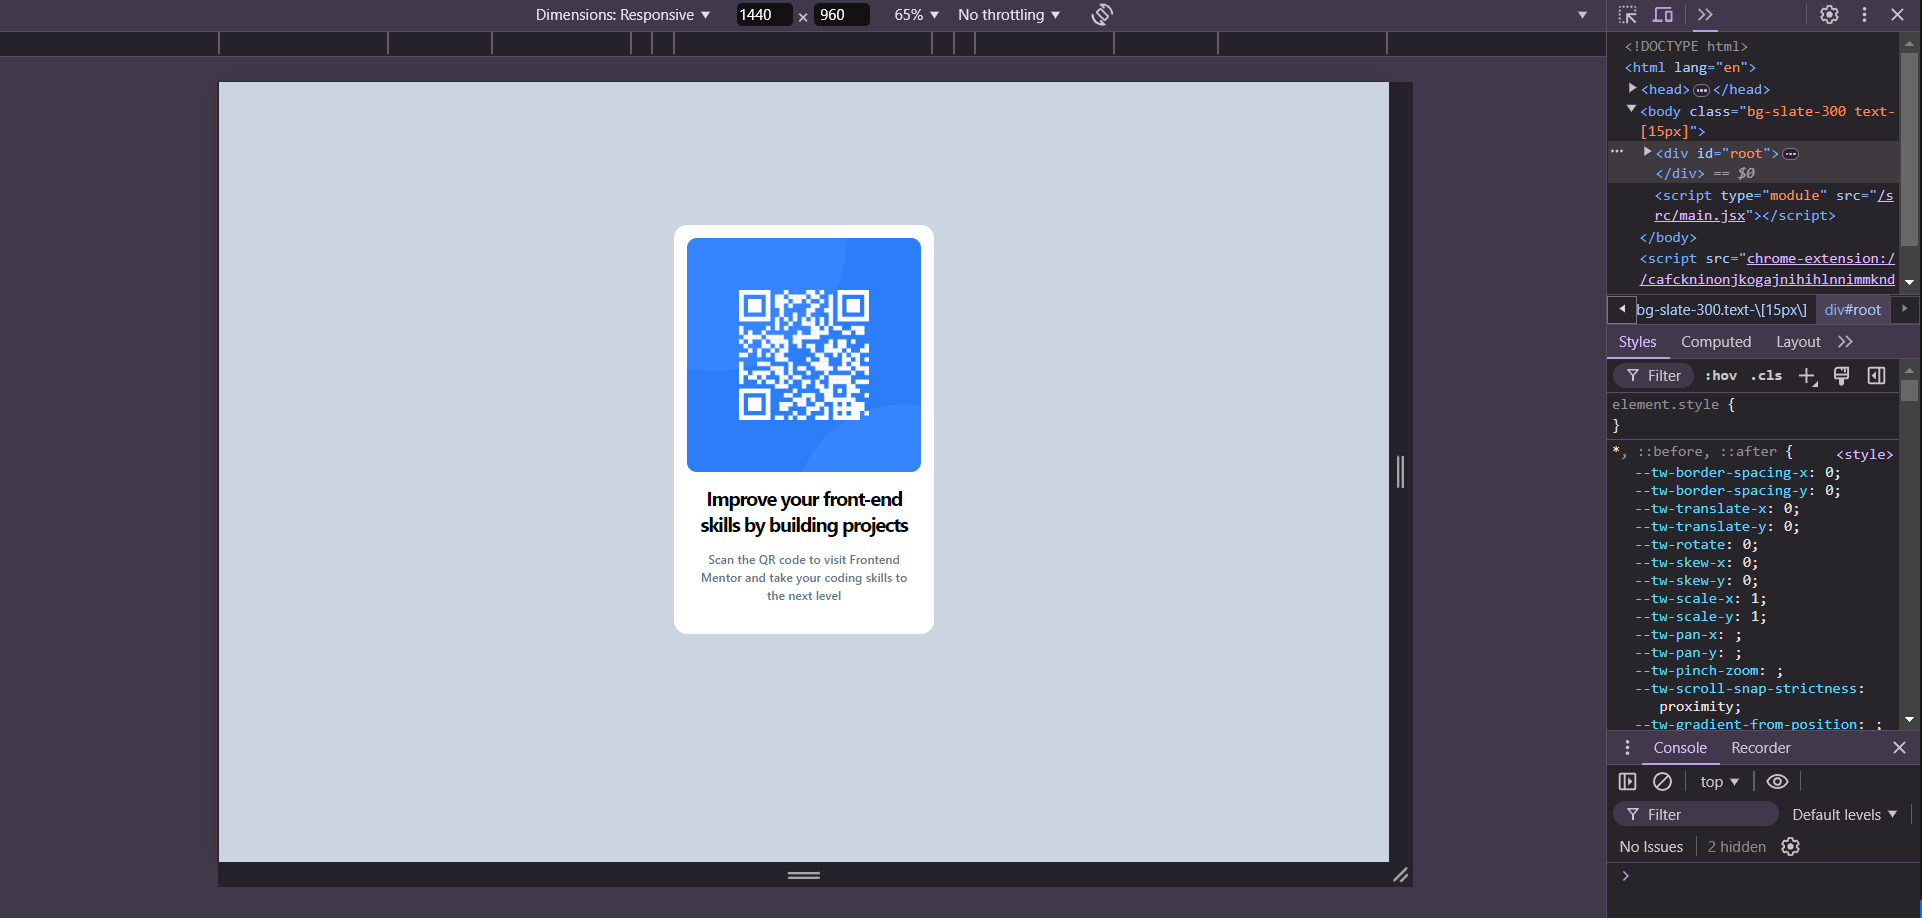 Dimensions: Responsive ▼ 1440 × 960 65% ▼ No throttling ▼
<!DOCTYPE html>
<html lang="en">
<head> ••• </head>
<body class="bg-slate-300 text-
[15px]">
<div id="root"> •••
</div> == $0
<script type="module" src="/s
rc/main.jsx"></script>
</body>
<script src="chrome-extension:/
/cafckninonjkogajnihihlnnimmknd
bg-slate-300.text-\[15px\] div#root
Styles Computed Layout
Filter :hov .cls
element.style {
}
*, ::before, ::after { <style>
--tw-border-spacing-x: 0;
--tw-border-spacing-y: 0;
--tw-translate-x: 0;
--tw-translate-y: 0;
--tw-rotate: 0;
--tw-skew-x: 0;
--tw-skew-y: 0;
--tw-scale-x: 1;
--tw-scale-y: 1;
--tw-pan-x: ;
--tw-pan-y: ;
--tw-pinch-zoom: ;
--tw-scroll-snap-strictness:
proximity;
--tw-gradient-from-position: ;
Console Recorder
top ▼
Filter Default levels ▼
No Issues 2 hidden
Improve your front-end
skills by building projects
Scan the QR code to visit Frontend
Mentor and take your coding skills to
the next level